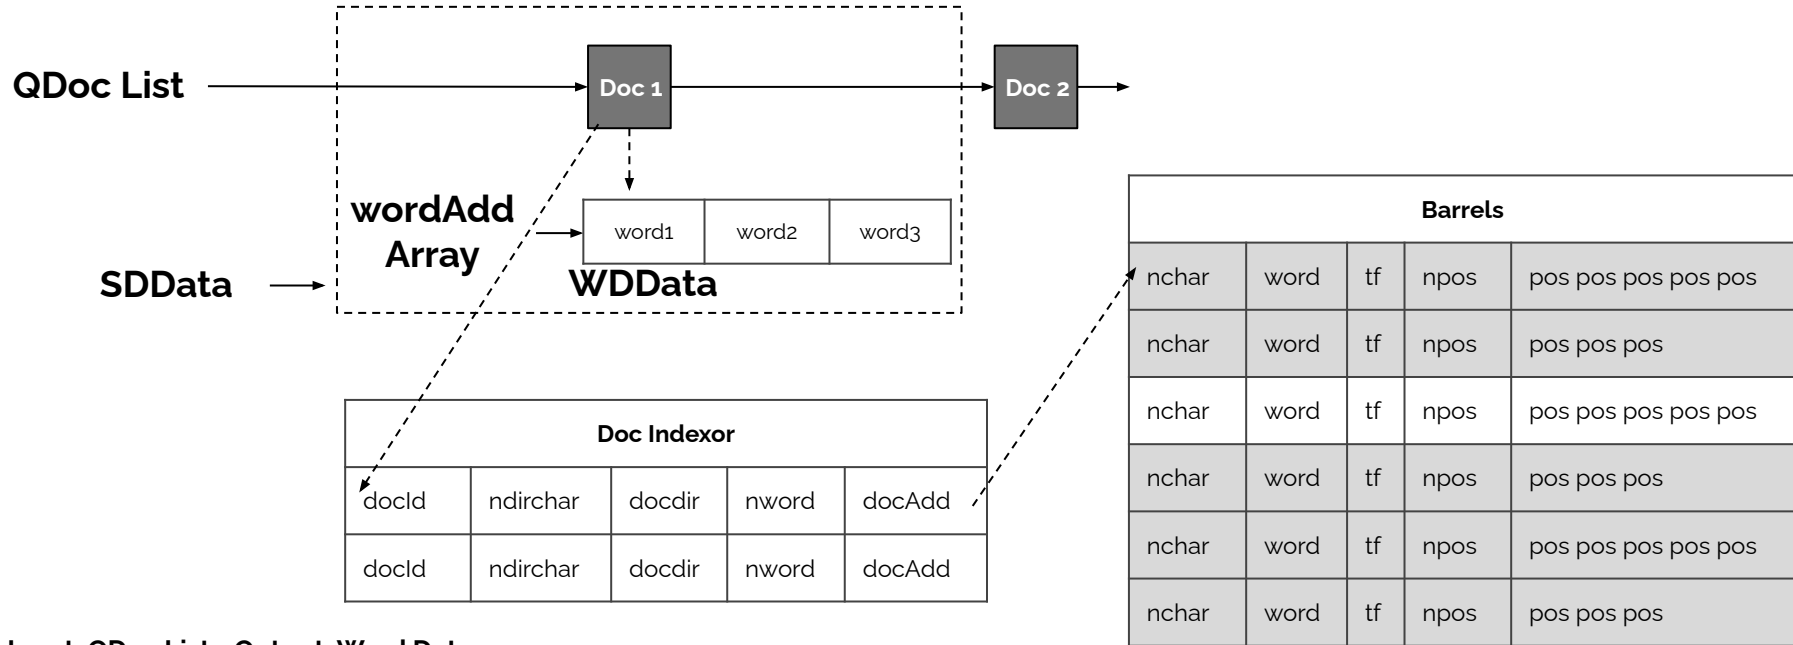 QDoc List
Doc 1
Doc 2
wordAdd
Array
word1 word2 word3
WDData
SDData
Barrels
nchar word tf npos pos pos pos pos pos
nchar word tf npos pos pos pos
nchar word tf npos pos pos pos pos pos
nchar word tf npos pos pos pos
nchar word tf npos pos pos pos pos pos
nchar word tf npos pos pos pos
Doc Indexor
docId ndirchar docdir nword docAdd
docId ndirchar docdir nword docAdd